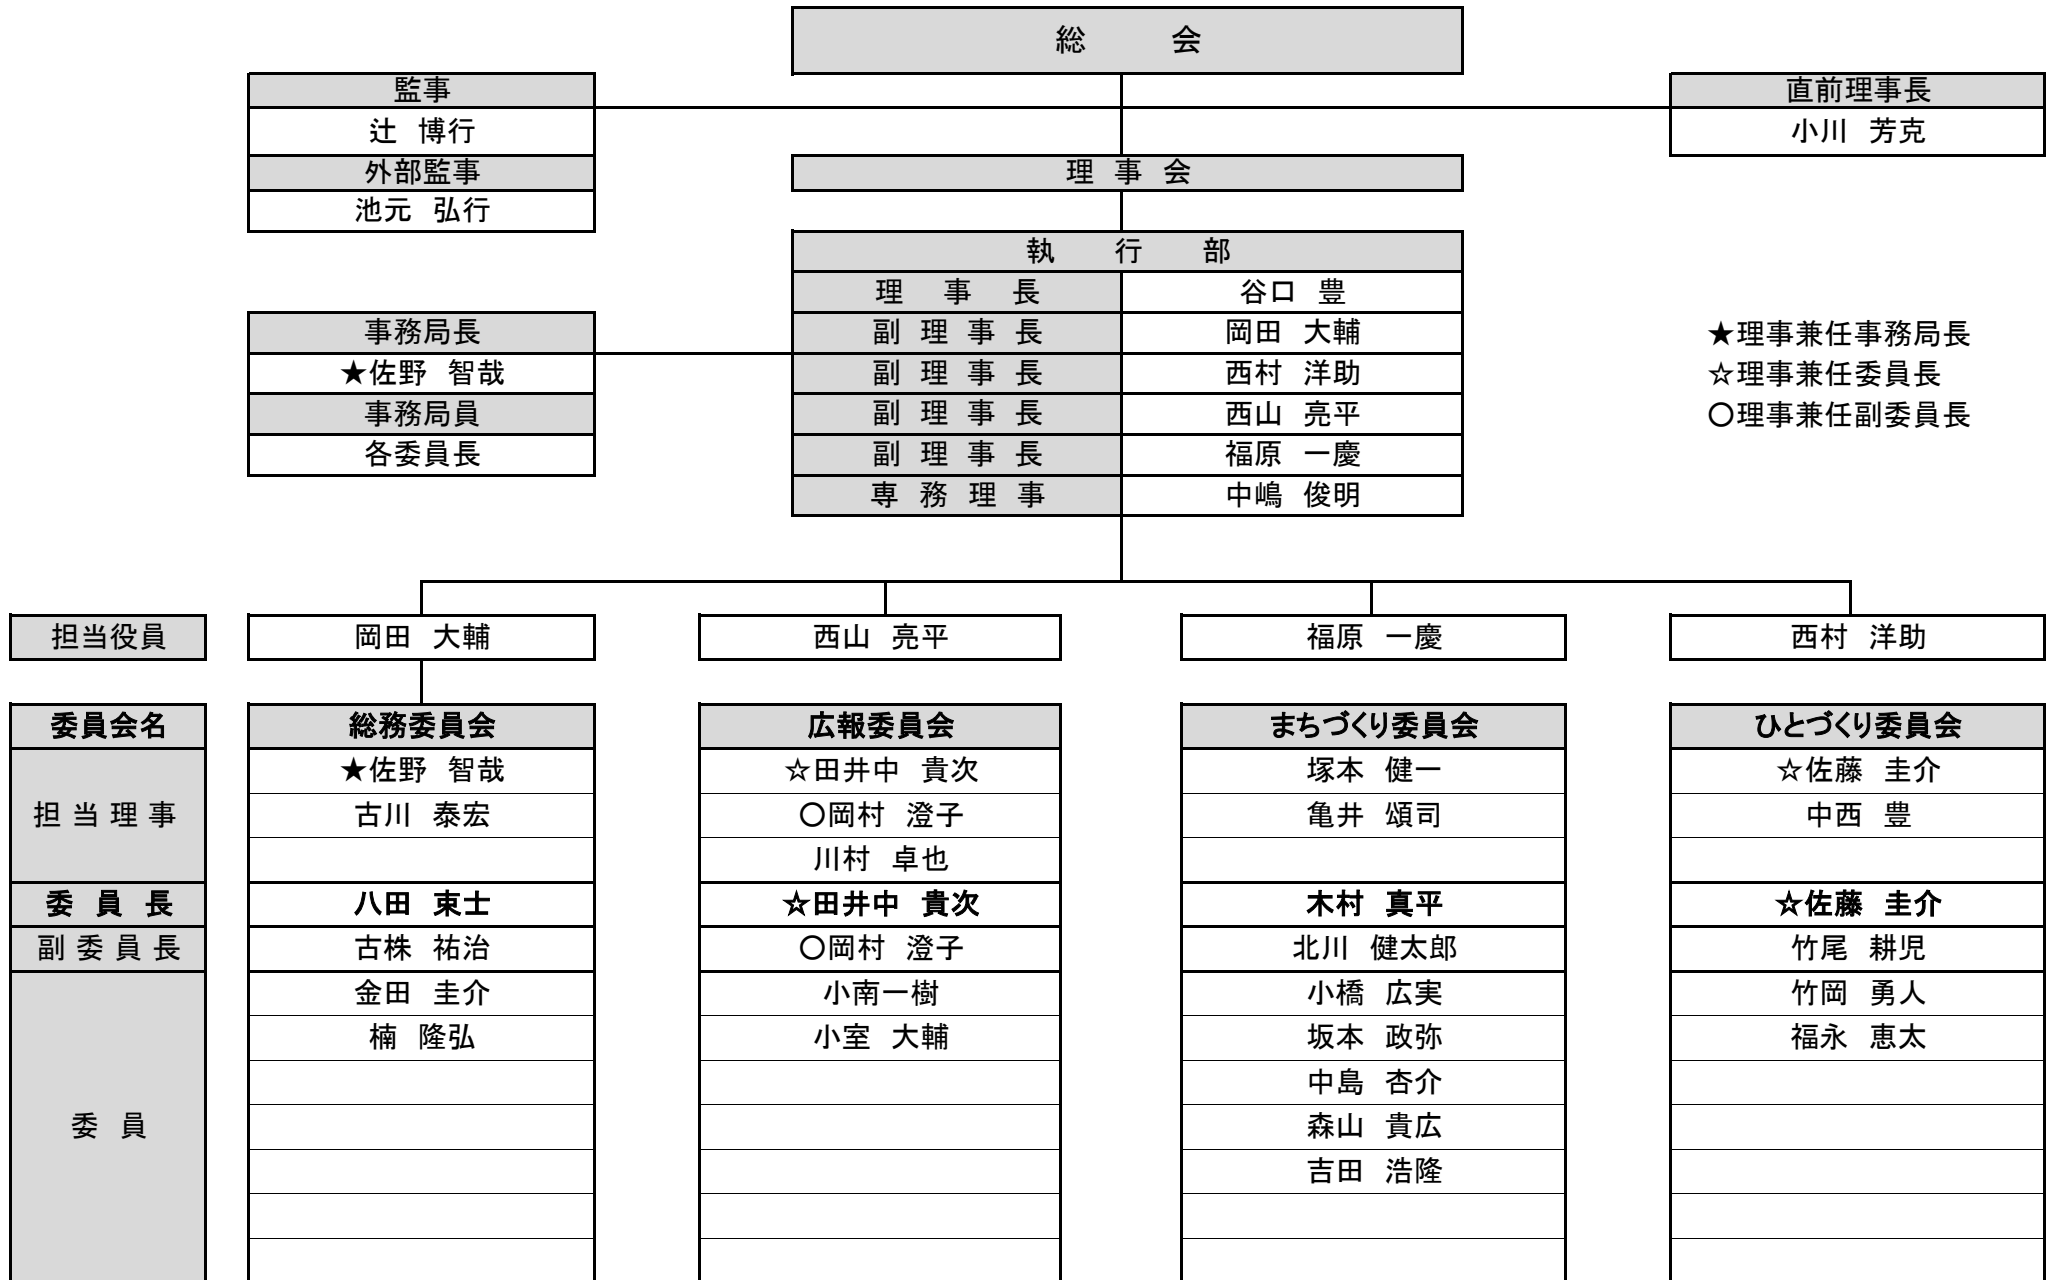 総 会
監事
直前理事長
辻 博行
小川 芳克
外部監事
理 事 会
池元 弘行
執 行 部
理 事 長 谷口 豊
事務局長
副 理 事 長 岡田 大輔
★理事兼任事務局長
★佐野 智哉
副 理 事 長 西村 洋助
☆理事兼任委員長
事務局員
副 理 事 長 西山 亮平
〇理事兼任副委員長
各委員長
副 理 事 長 福原 一慶
専 務 理 事 中嶋 俊明
担当役員 岡田 大輔 西山 亮平 福原 一慶 西村 洋助
委員会名 総務委員会 広報委員会 まちづくり委員会 ひとづくり委員会
★佐野 智哉 ☆田井中 貴次 塚本 健一 ☆佐藤 圭介
担 当 理 事 古川 泰宏 〇岡村 澄子 亀井 頌司 中西 豊
川村 卓也
委 員 長 八田 東士 ☆田井中 貴次 木村 真平 ☆佐藤 圭介
副 委 員 長 古株 祐治 〇岡村 澄子 北川 健太郎 竹尾 耕児
金田 圭介 小南一樹 小橋 広実 竹岡 勇人
楠 隆弘 小室 大輔 坂本 政弥 福永 恵太
中島 杏介
委 員 森山 貴広
吉田 浩隆